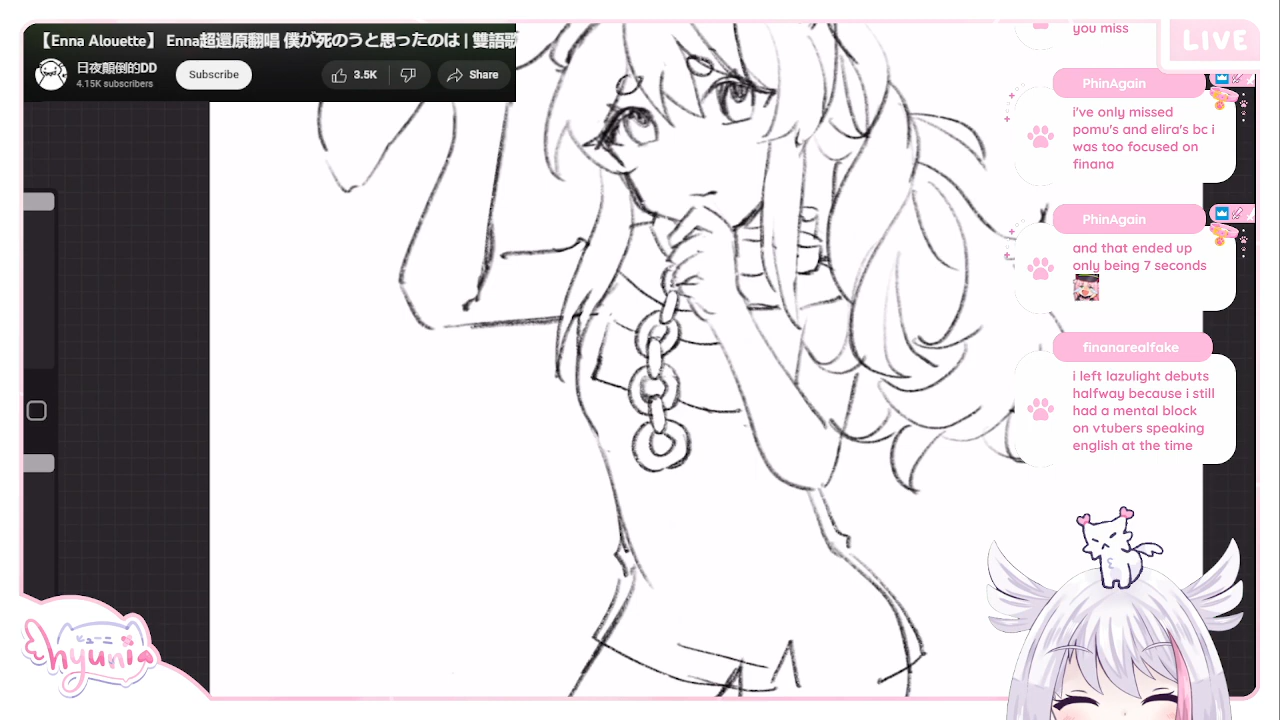 【Enna Alouette】 Enna超還原翻唱 僕が死のうと思ったのは | 雙語歌
日夜顛倒的DD
4.15K subscribers
Subscribe
3.5K
Share
LIVE
you miss
PhinAgain
i've only missed
pomu's and elira's bc i
was too focused on
finana
PhinAgain
and that ended up
only being 7 seconds
finanarealfake
i left lazulight debuts
halfway because i still
had a mental block
on vtubers speaking
english at the time
ヒューニ
hyunia